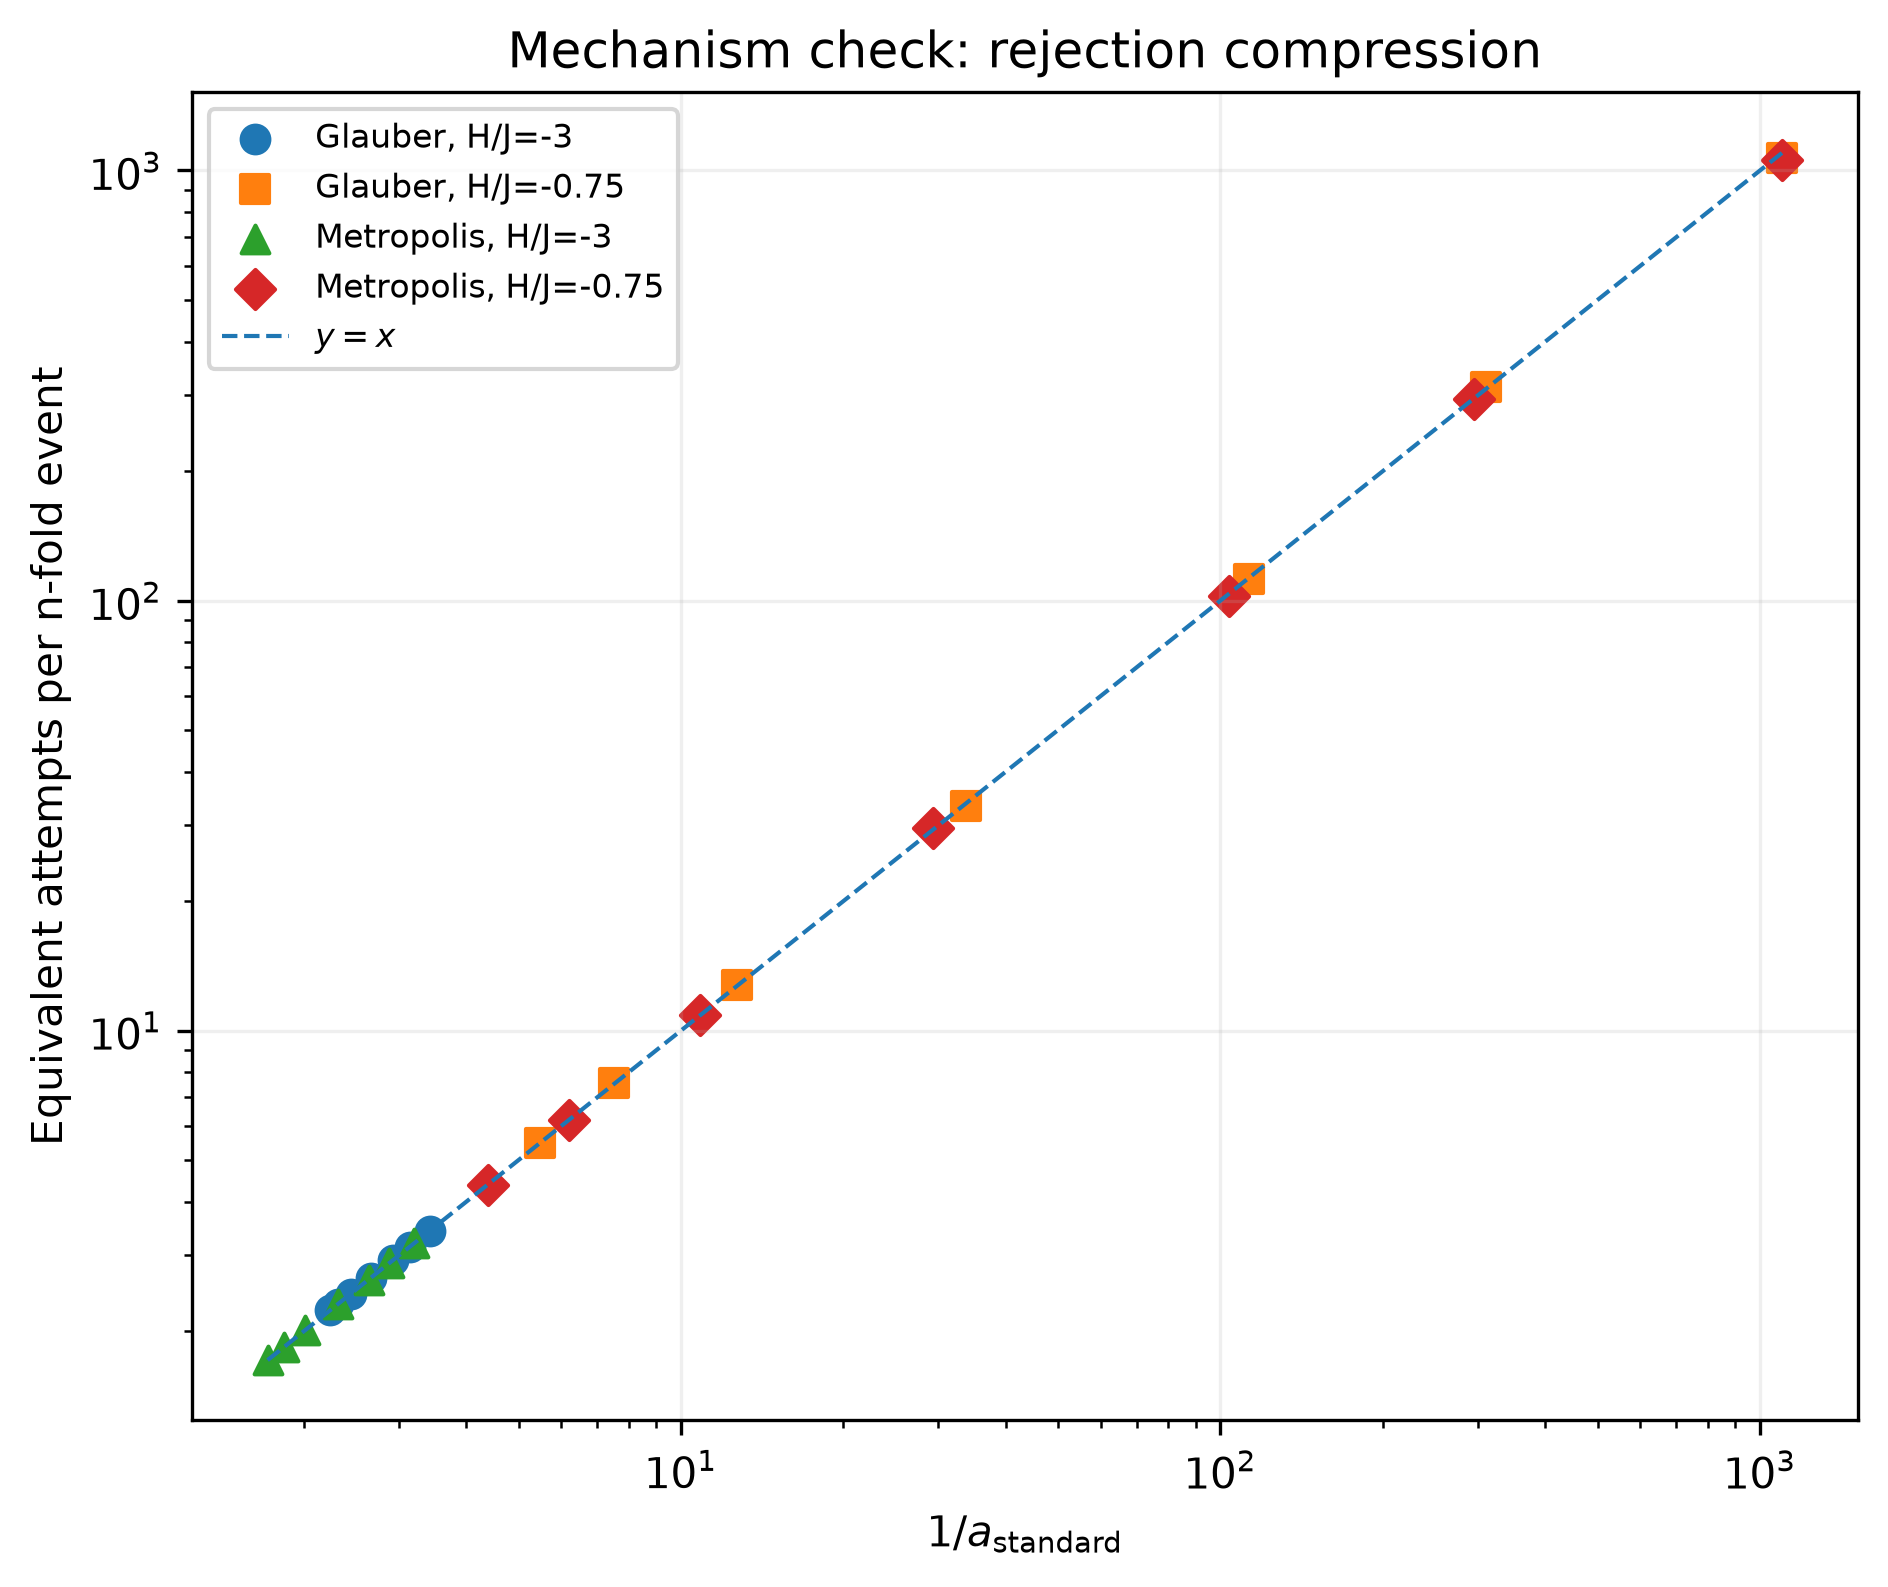 Mechanism check: rejection compression
Glauber, H/J=-3
Glauber, H/J=-0.75
Metropolis, H/J=-3
Metropolis, H/J=-0.75
y = x
Equivalent attempts per n-fold event
10³
10²
10¹
10¹ 10² 10³
1/a_standard